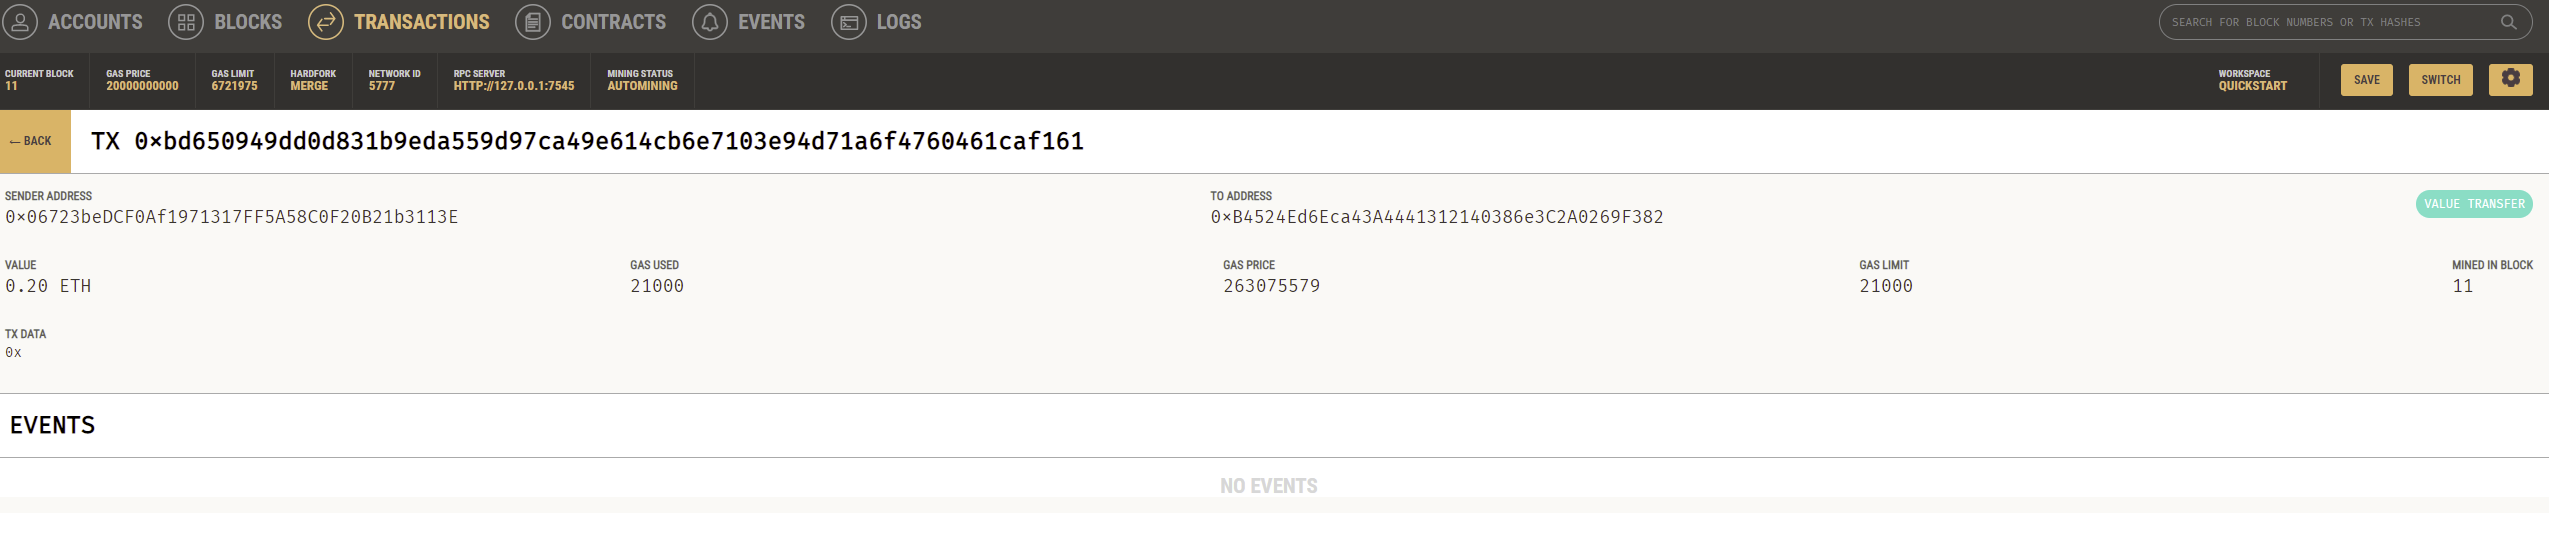 ACCOUNTS BLOCKS TRANSACTIONS CONTRACTS EVENTS LOGS SEARCH FOR BLOCK NUMBERS OR TX HASHES
CURRENT BLOCK GAS PRICE GAS LIMIT HARDFORK NETWORK ID RPC SERVER MINING STATUS WORKSPACE
11 20000000000 6721975 MERGE 5777 HTTP://127.0.0.1:7545 AUTOMINING QUICKSTART SAVE SWITCH
← BACK TX 0×bd650949dd0d831b9eda559d97ca49e614cb6e7103e94d71a6f4760461caf161
SENDER ADDRESS TO ADDRESS
0×06723beDCF0Af1971317FF5A58C0F20B21b3113E 0×B4524Ed6Eca43A4441312140386e3C2A0269F382 VALUE TRANSFER
VALUE GAS USED GAS PRICE GAS LIMIT MINED IN BLOCK
0.20 ETH 21000 263075579 21000 11
TX DATA
0x
EVENTS
NO EVENTS